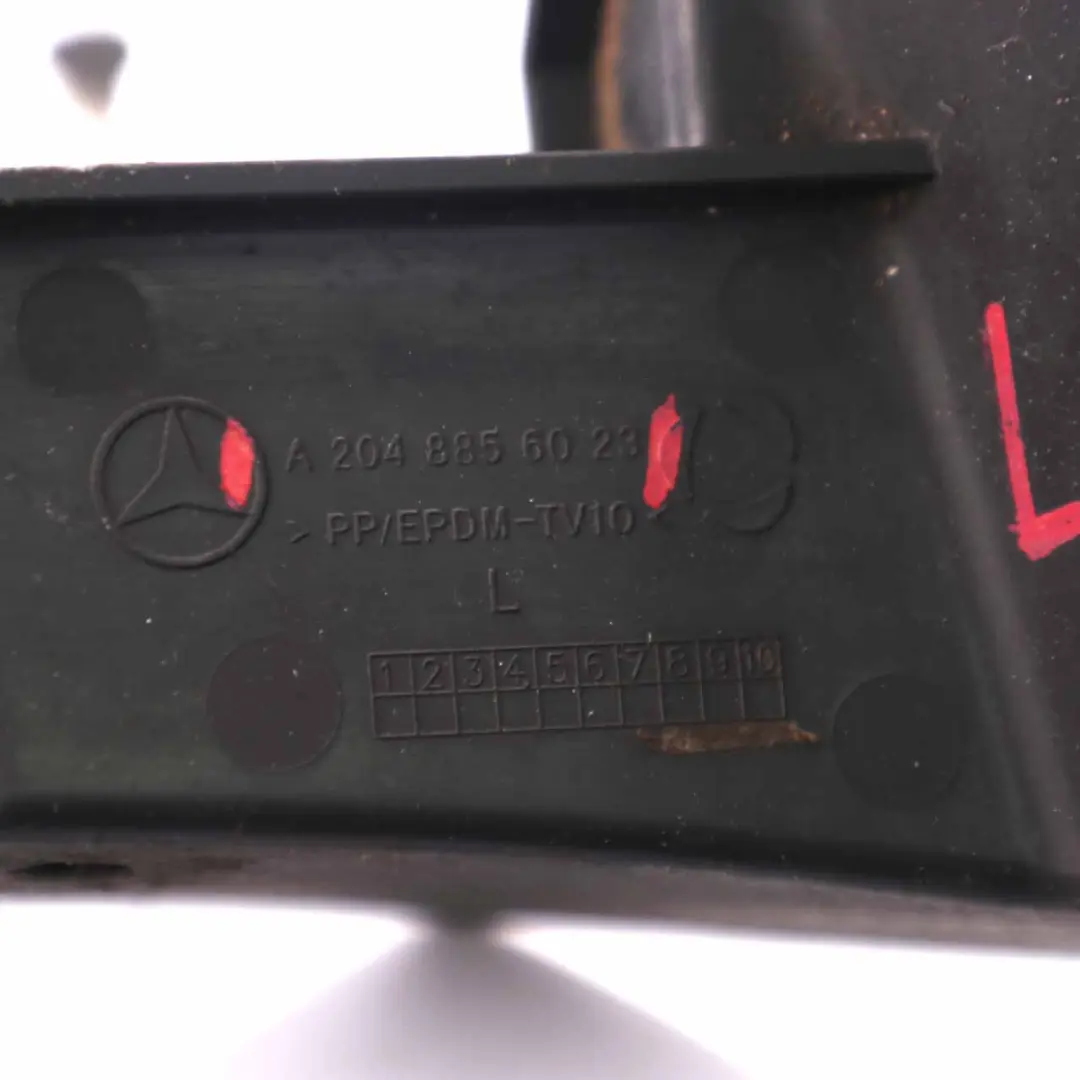 A 204 885 60 23
>PP/EPDM-TV10<
L
1 2 3 4 5 6 7 8 9 10
L